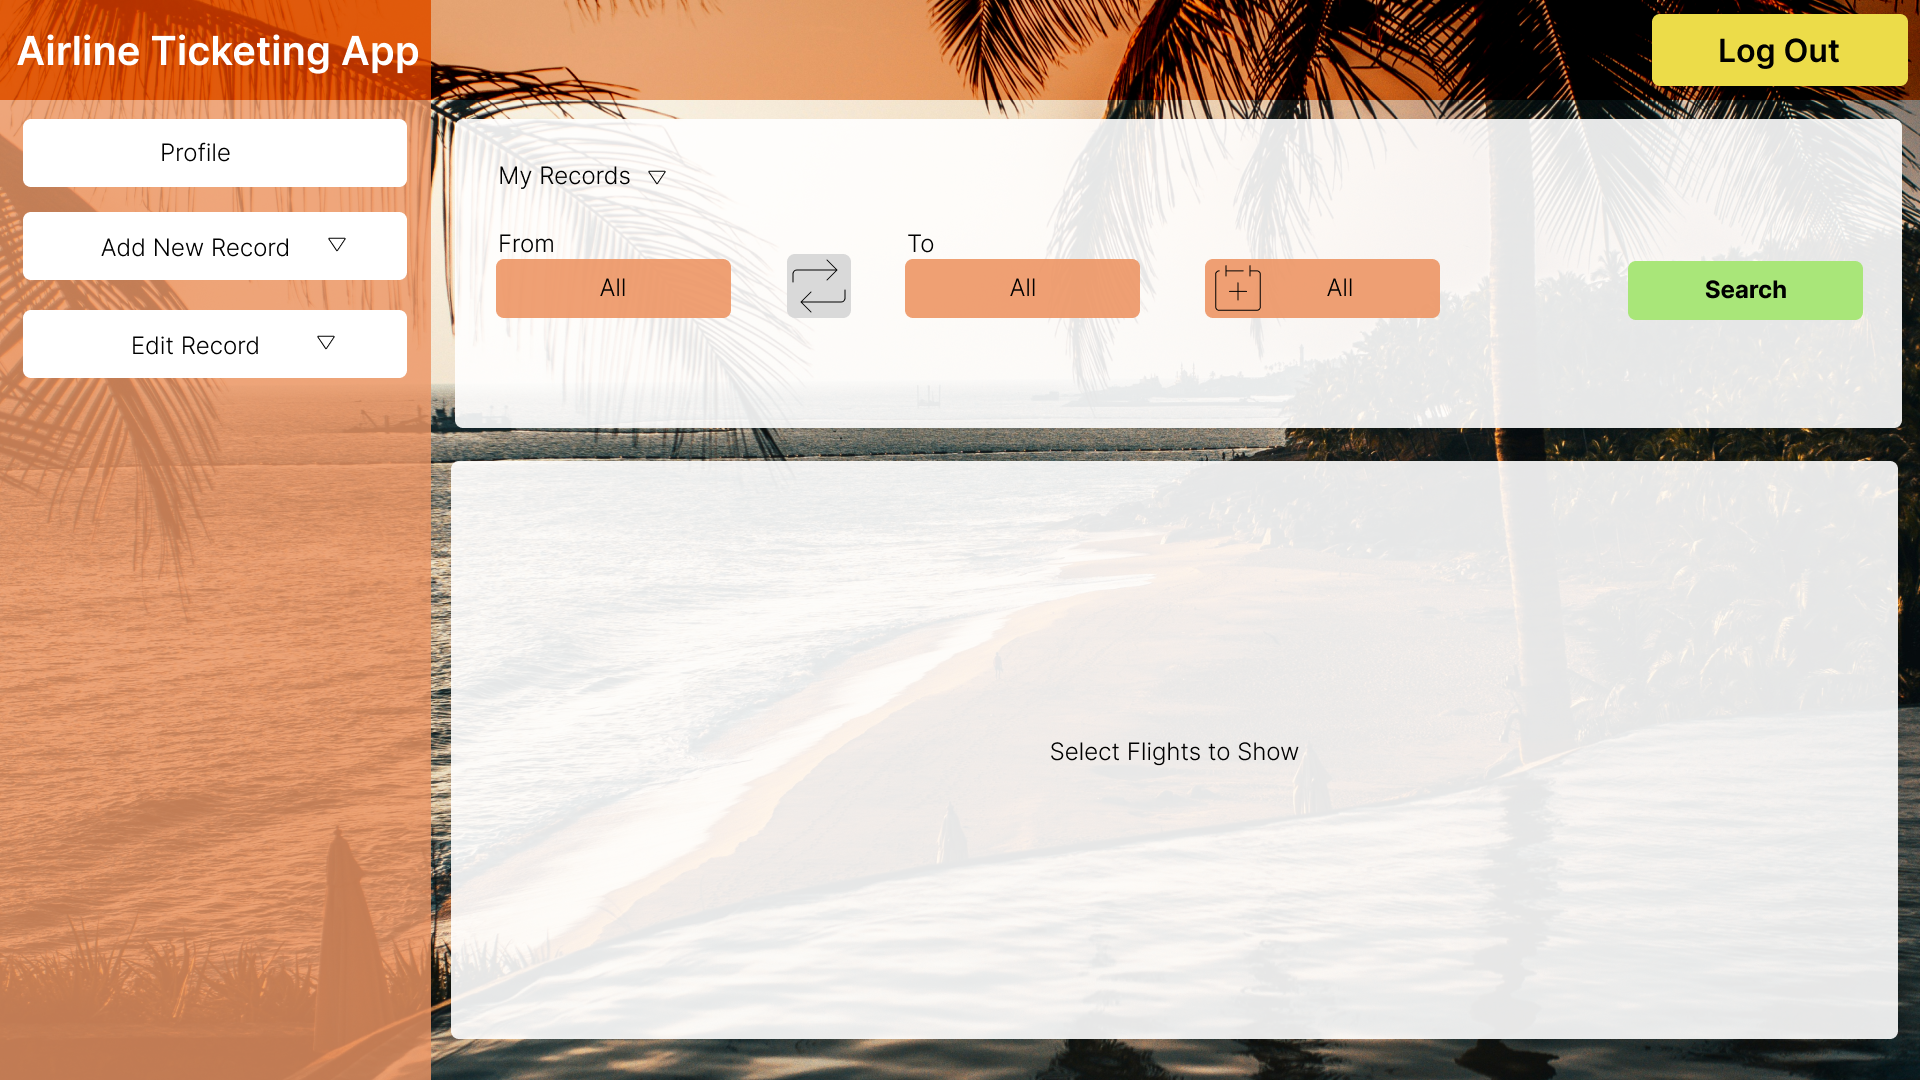 Airline Ticketing App
Log Out
Profile
Add New Record
Edit Record
My Records
From
To
All
All
All
Search
Select Flights to Show